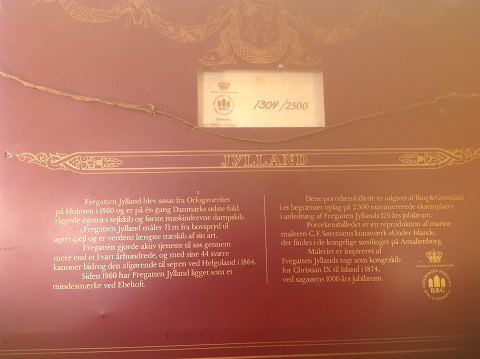 1304/2500
B&G
JYLLAND
Fregatten Jylland blev søsat fra Orlogsværftet
på Holmen i 1860 og er på én gang Danmarks sidste fuld-
riggede egetræs sejlskib og første maskindrevne dampskib.
Fregatten Jylland måler 71 m fra bovspryd til
agterspejl og er verdens længste træskib af sin art.
Fregatten gjorde aktiv tjeneste til søs gennem
mere end et kvart århundrede, og med sine 44 svære
kanoner bidrog den afgørende til sejren ved Helgoland i 1864.
Siden 1960 har Fregatten Jylland ligget som et
mindesmærke ved Ebeltoft.
Dette porcelænsbillede er udgivet af Bing & Grøndahl
i et begrænset oplag på 2.500 nummererede eksemplarer
i anledning af Fregatten Jyllands 125 års jubilæum.
Porcelænsbilledet er en reproduktion af marine-
maleren C.F. Sørensens kunstværk »Under Island«,
der findes i de kongelige samlinger på Amalienborg.
Maleriet er inspireret af
Fregatten Jyllands togt som kongeskib
for Christian IX til Island i 1874,
ved sagaøens 1000-års jubilæum.
B&G